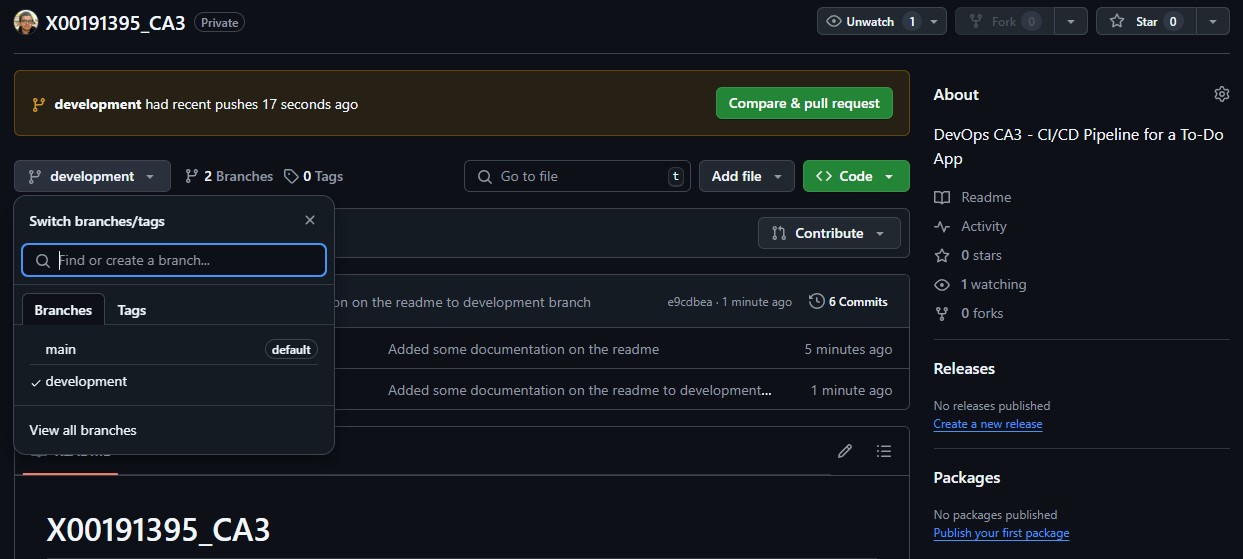 X00191395_CA3 Private
Unwatch 1
Fork 0
Star 0
development had recent pushes 17 seconds ago
Compare & pull request
development
2 Branches
0 Tags
Go to file t
Add file
Code
Switch branches/tags
Find or create a branch...
Branches
Tags
main default
development
View all branches
Contribute
on on the readme to development branch
e9cdbea · 1 minute ago
6 Commits
Added some documentation on the readme
5 minutes ago
Added some documentation on the readme to development...
1 minute ago
X00191395_CA3
About
DevOps CA3 - CI/CD Pipeline for a To-Do
App
Readme
Activity
0 stars
1 watching
0 forks
Releases
No releases published
Create a new release
Packages
No packages published
Publish your first package